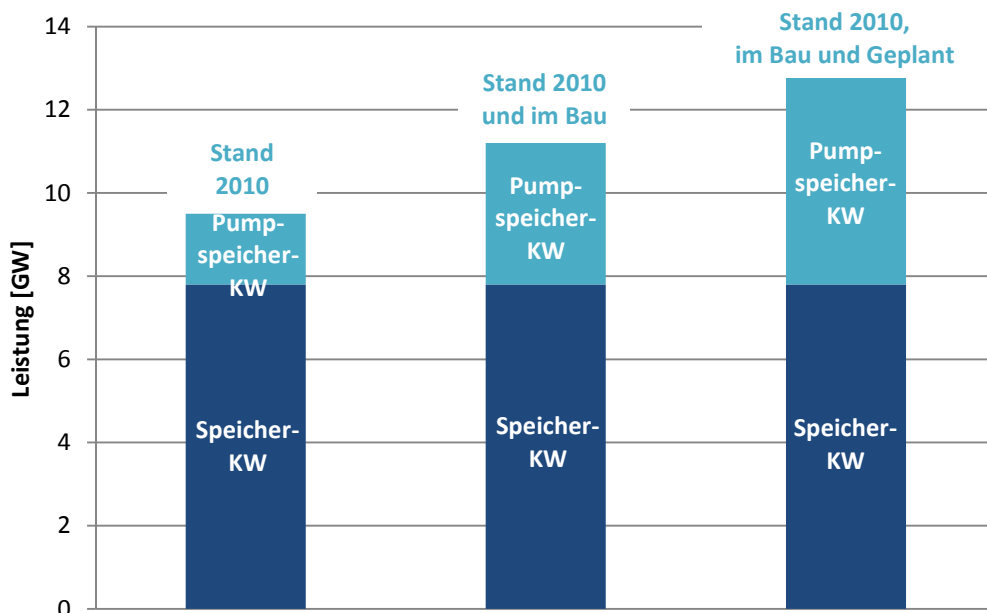 Leistung [GW]
14
12
10
8
6
4
2
0
Stand
2010
Pump-
speicher-
KW
Speicher-
KW
Stand 2010
und im Bau
Pump-
speicher-
KW
Speicher-
KW
Stand 2010,
im Bau und Geplant
Pump-
speicher-
KW
Speicher-
KW